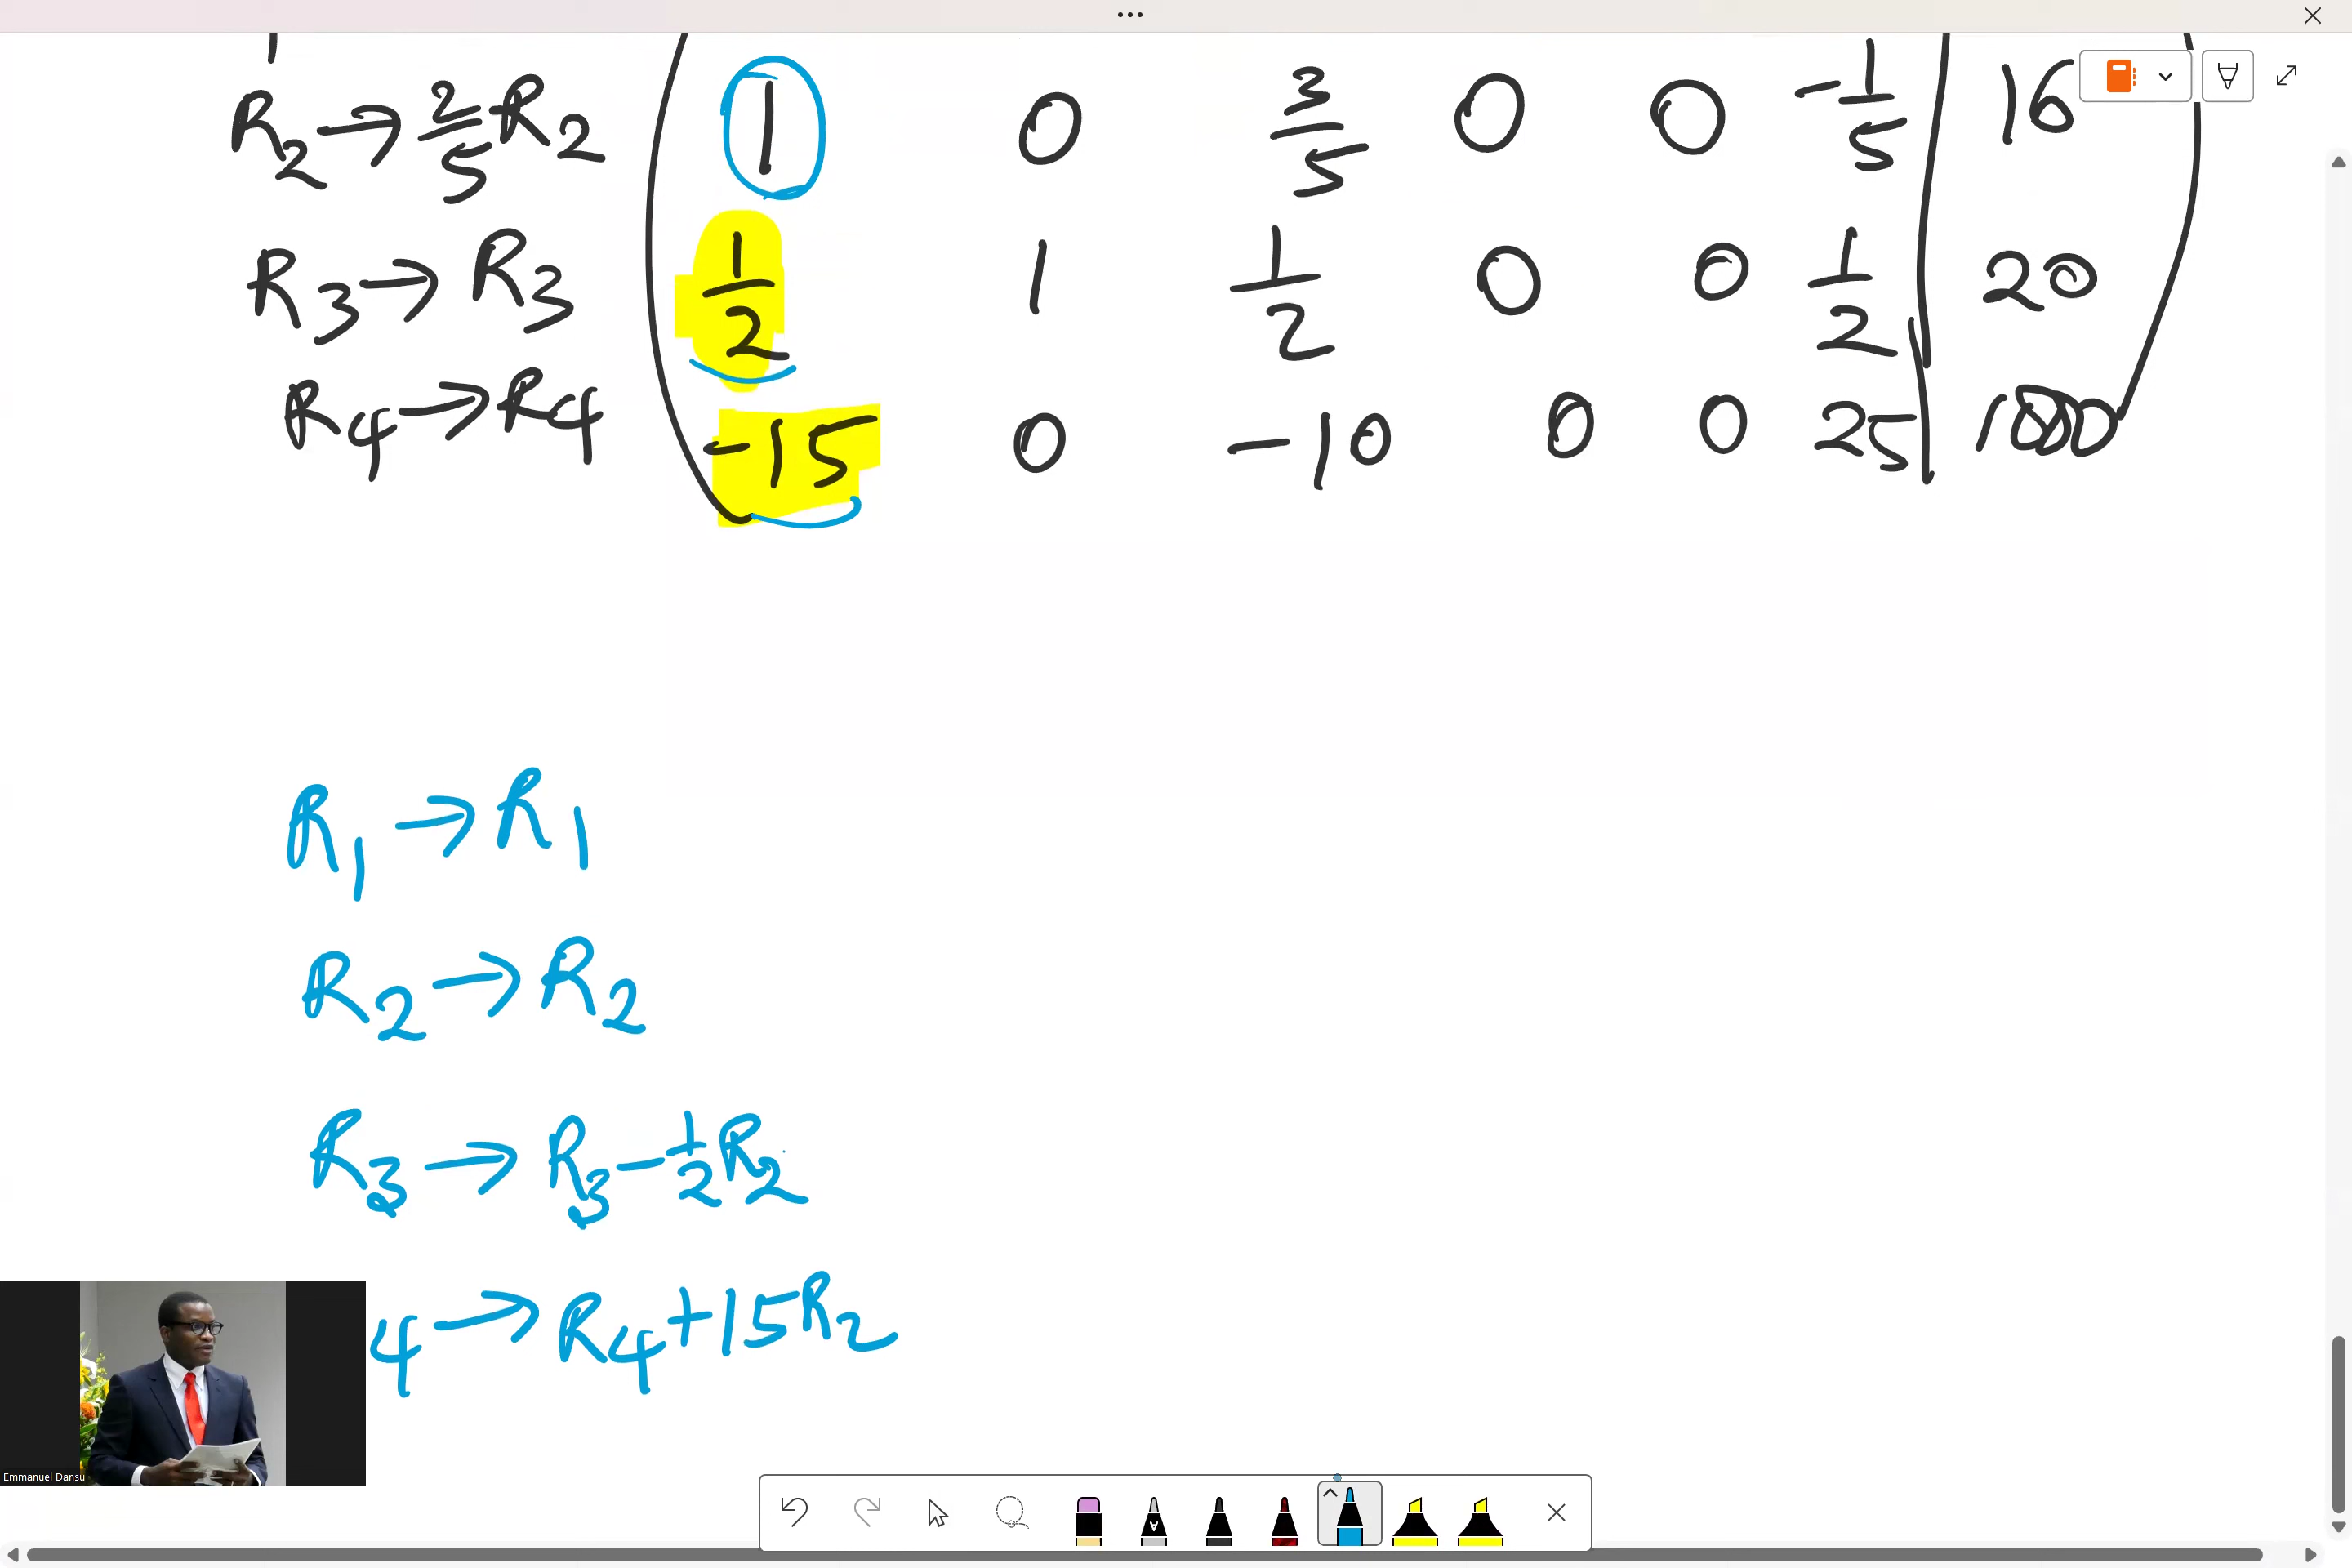 R₂ → 2/5 R₂ 1 0 3/5 0 0 -1/5 16
R₃ → R₃ 1/2 1 1/2 0 0 1/2 20
R₄ → R₄ -15 0 -10 0 0 25 1000
R₁ → R₁
R₂ → R₂
R₃ → R₃ - 1/2 R₂
4 → R₄ + 15R₂
Emmanuel Dansu